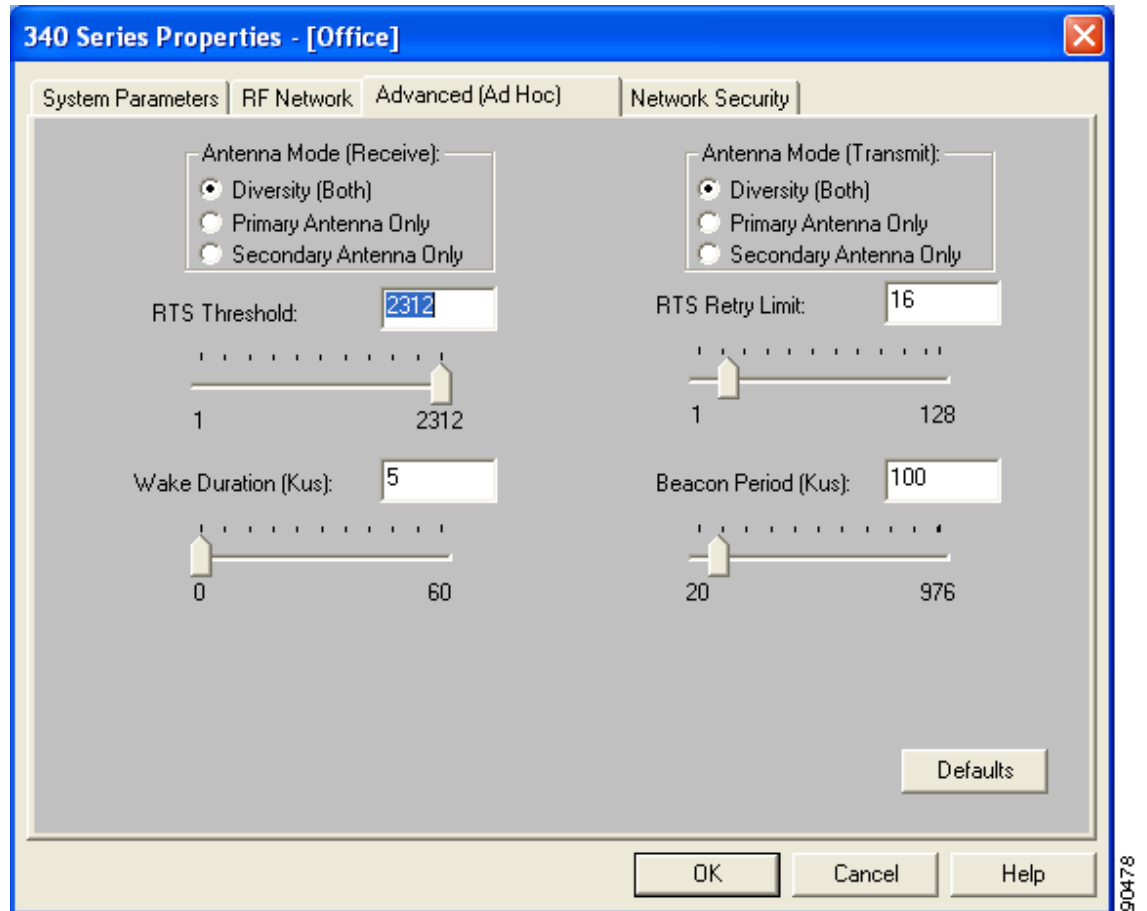 340 Series Properties - [Office]
System Parameters
RF Network
Advanced (Ad Hoc)
Network Security
Antenna Mode (Receive):
Diversity (Both)
Primary Antenna Only
Secondary Antenna Only
Antenna Mode (Transmit):
Diversity (Both)
Primary Antenna Only
Secondary Antenna Only
RTS Threshold: 2312
1 2312
RTS Retry Limit: 16
1 128
Wake Duration (Kus): 5
0 60
Beacon Period (Kus): 100
20 976
Defaults
OK
Cancel
Help
90478